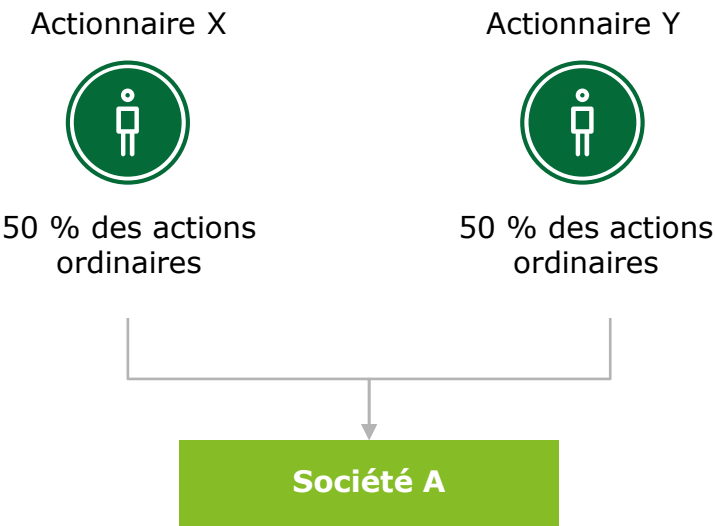 Actionnaire X
Actionnaire Y
50 % des actions
ordinaires
50 % des actions
ordinaires
Société A